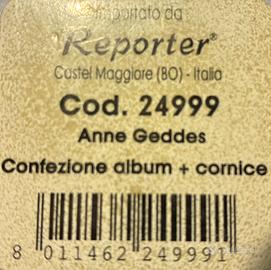 Importato da
Reporter®
Castel Maggiore (BO) - Italia
Cod. 24999
Anne Geddes
Confezione album + cornice
8 011462 249991